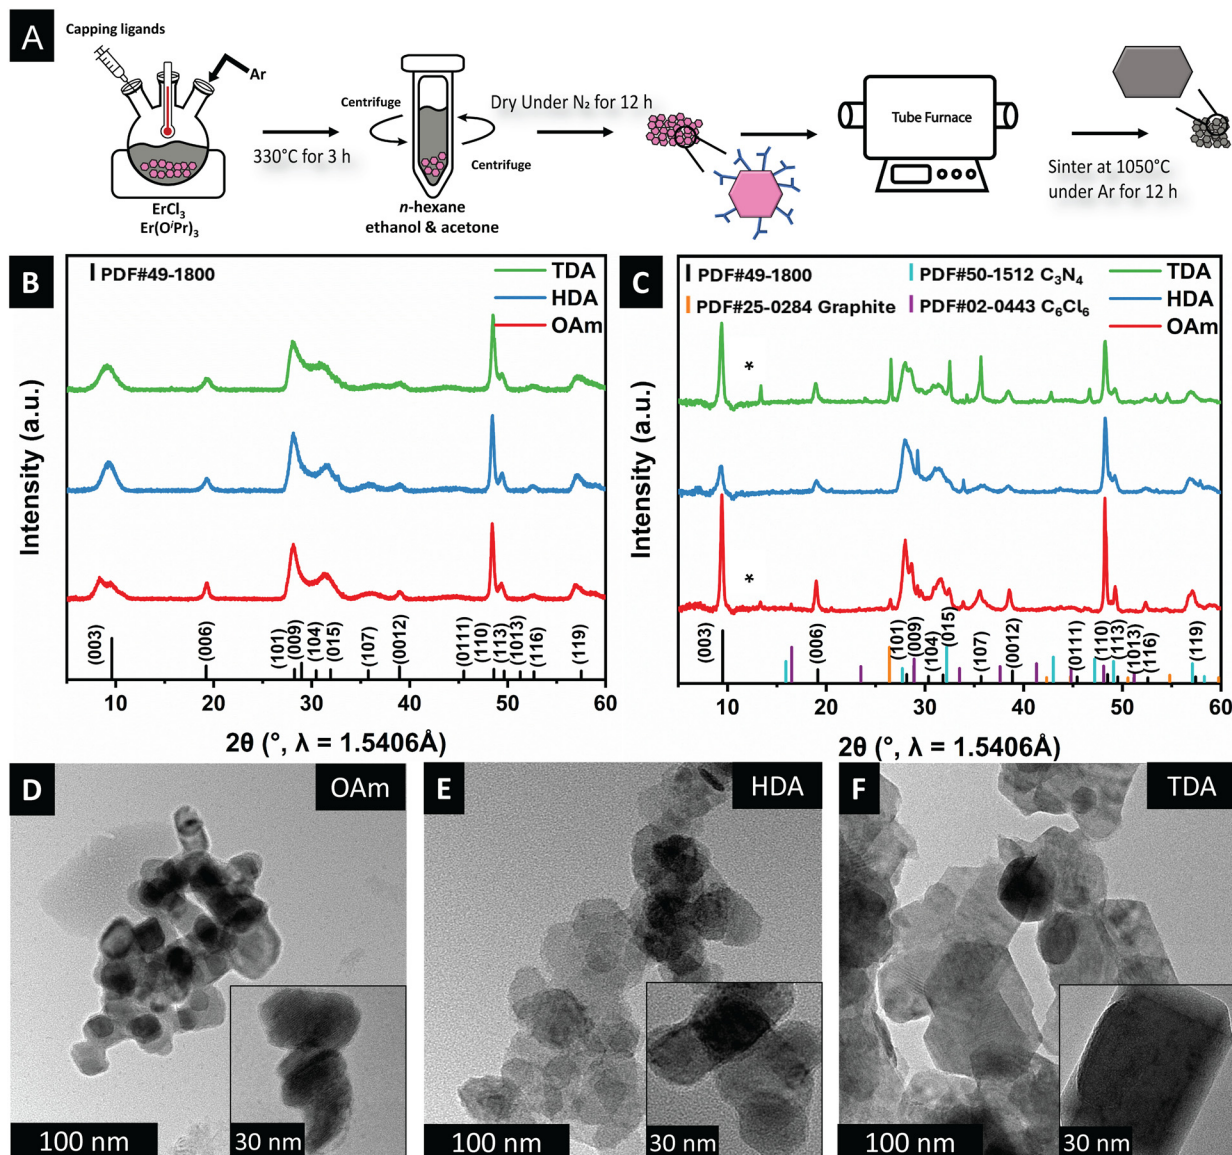 A
Capping ligands
Ar
330°C for 3 h
ErCl₃
Er(OⁱPr)₃
Centrifuge
Centrifuge
n-hexane
ethanol & acetone
Dry Under N₂ for 12 h
Tube Furnace
Sinter at 1050°C
under Ar for 12 h
B
PDF#49-1800
TDA
HDA
OAm
Intensity (a.u.)
(003)
(006)
(101)
(009)
(104)
(015)
(107)
(0012)
(0111)
(110)
(113)
(1013)
(116)
(119)
10 20 30 40 50 60
2θ (°, λ = 1.5406Å)
C
PDF#49-1800
PDF#50-1512 C₃N₄
PDF#25-0284 Graphite
PDF#02-0443 C₆Cl₆
TDA
HDA
OAm
*
*
Intensity (a.u.)
(003)
(006)
(101)
(009)
(104)
(015)
(107)
(0012)
(0111)
(110)
(113)
(1013)
(116)
(119)
10 20 30 40 50 60
2θ (°, λ = 1.5406Å)
D
OAm
100 nm
30 nm
E
HDA
100 nm
30 nm
F
TDA
100 nm
30 nm